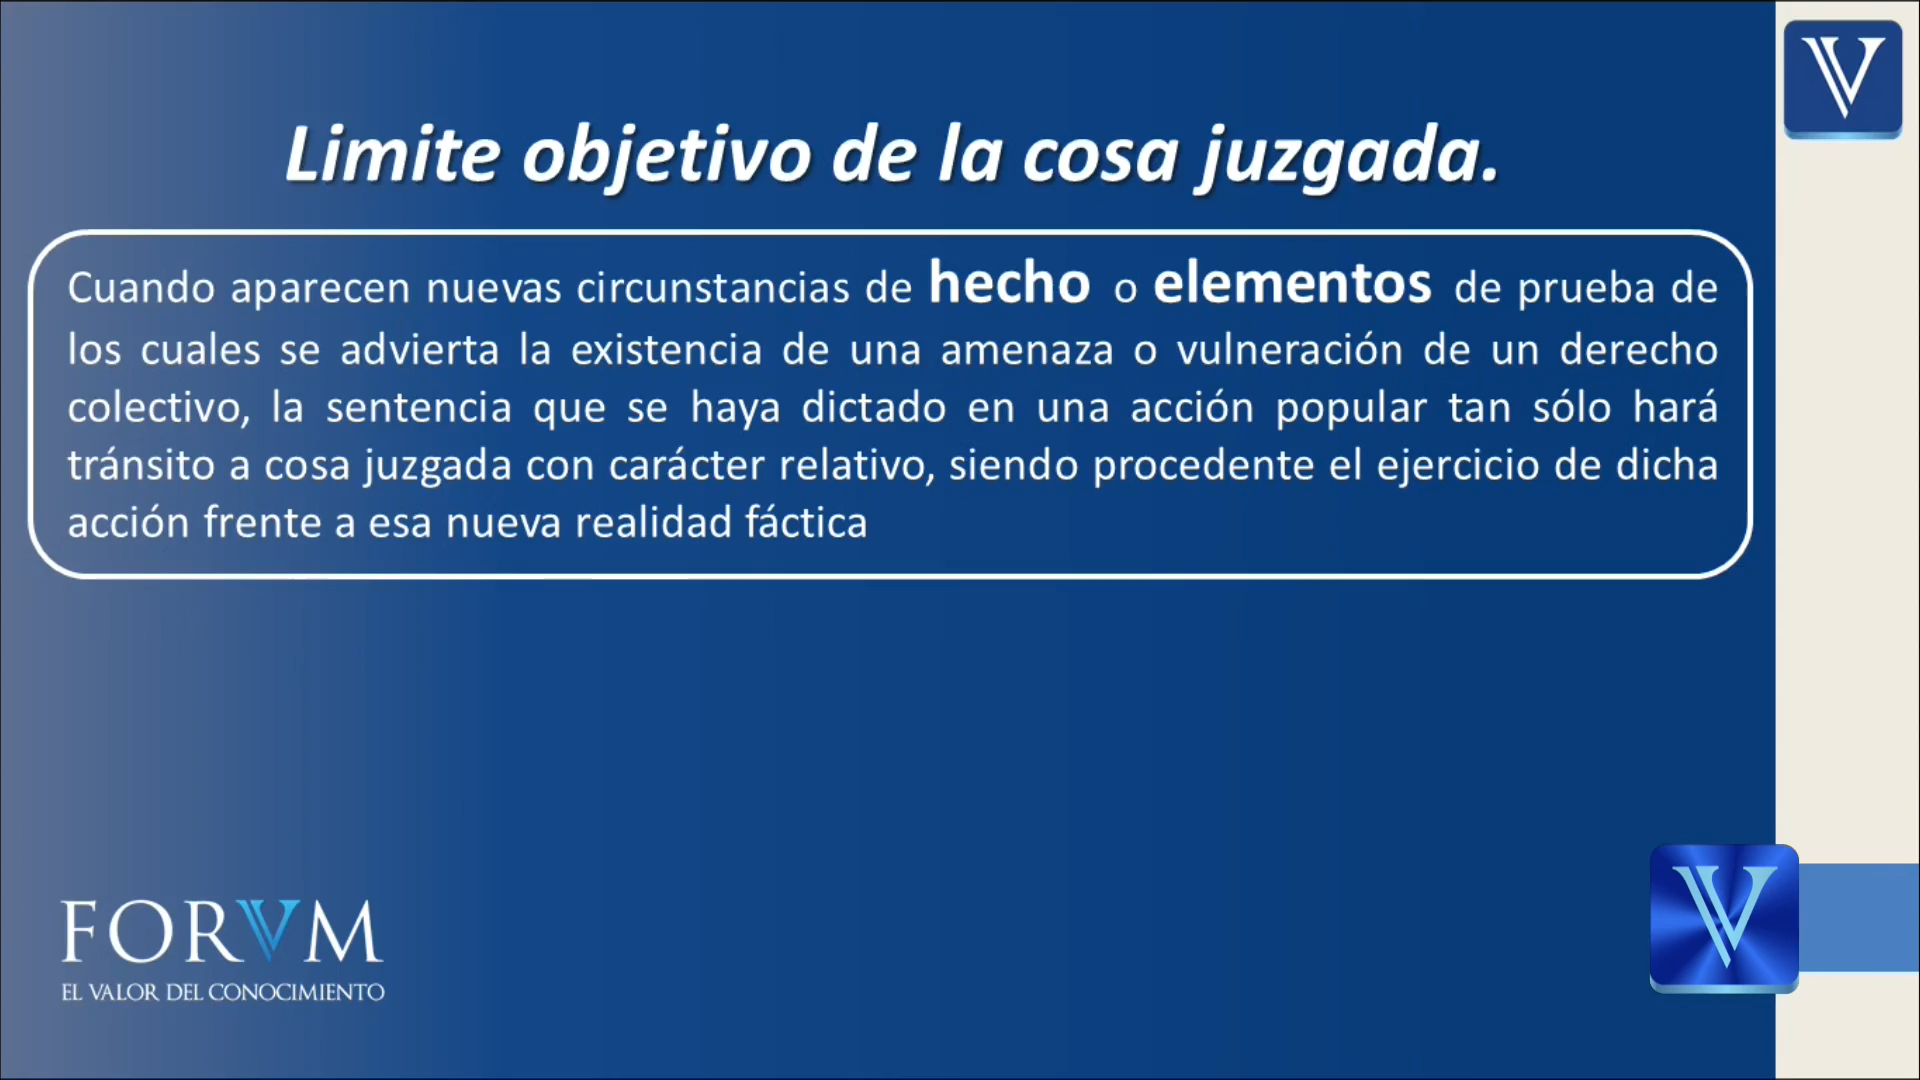 Limite objetivo de la cosa juzgada.
Cuando aparecen nuevas circunstancias de hecho o elementos de prueba de
los cuales se advierta la existencia de una amenaza o vulneración de un derecho
colectivo, la sentencia que se haya dictado en una acción popular tan sólo hará
tránsito a cosa juzgada con carácter relativo, siendo procedente el ejercicio de dicha
acción frente a esa nueva realidad fáctica
V
V
FORVM
EL VALOR DEL CONOCIMIENTO